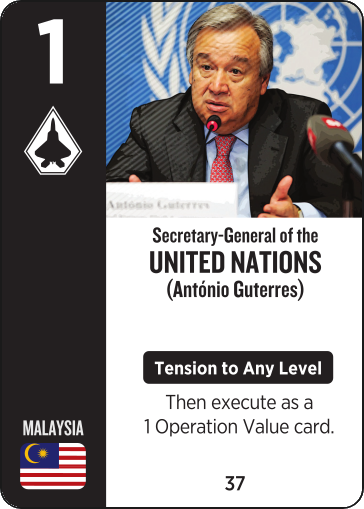 1
António Guterres
Secretary-General of the
UNITED NATIONS
(António Guterres)
Tension to Any Level
Then execute as a
1 Operation Value card.
MALAYSIA
37